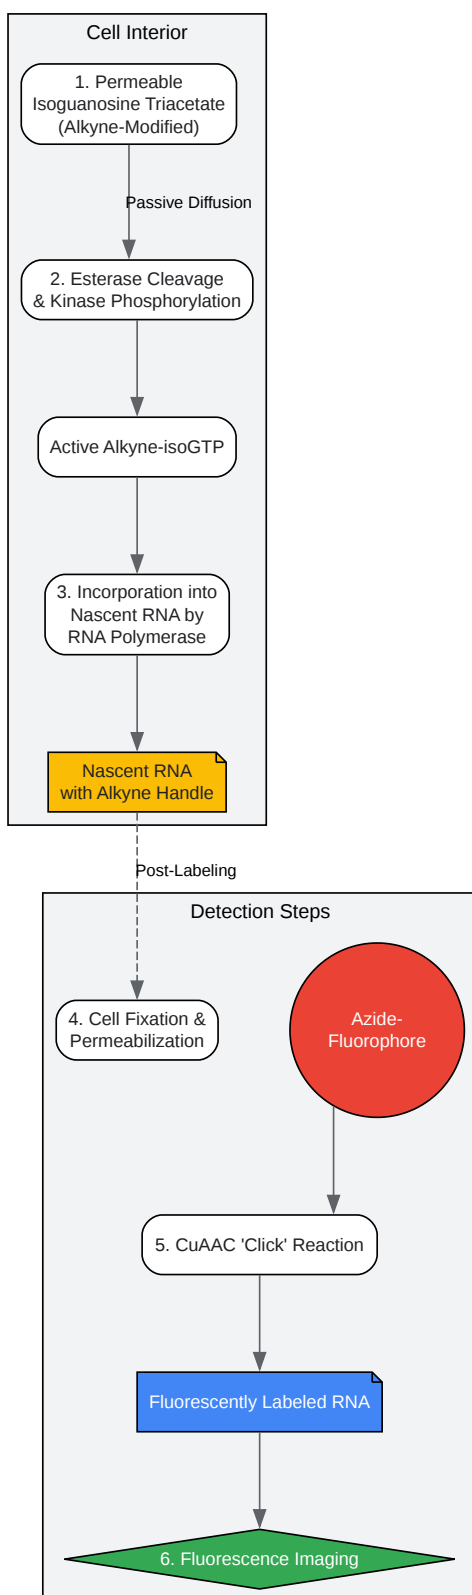 Cell Interior
1. Permeable
Isoguanosine Triacetate
(Alkyne-Modified)
Passive Diffusion
2. Esterase Cleavage
& Kinase Phosphorylation
Active Alkyne-isoGTP
3. Incorporation into
Nascent RNA by
RNA Polymerase
Nascent RNA
with Alkyne Handle
Post-Labeling
Detection Steps
4. Cell Fixation &
Permeabilization
Azide-
Fluorophore
5. CuAAC 'Click' Reaction
Fluorescently Labeled RNA
6. Fluorescence Imaging